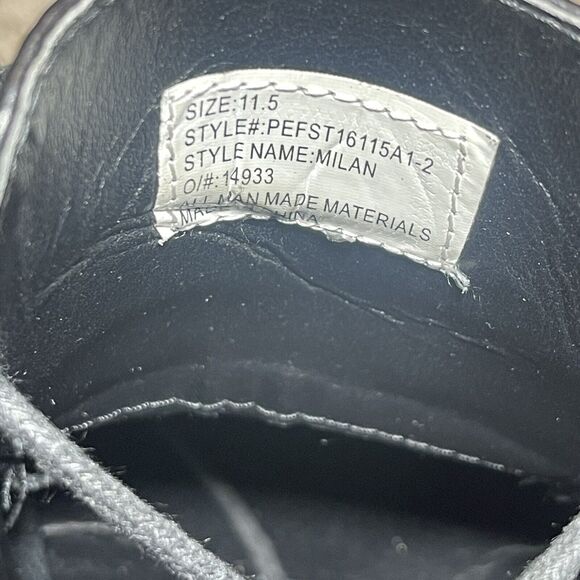 SIZE:11.5
STYLE#:PEFST16115A1-2
STYLE NAME:MILAN
O/#:14933
ALL MAN MADE MATERIALS